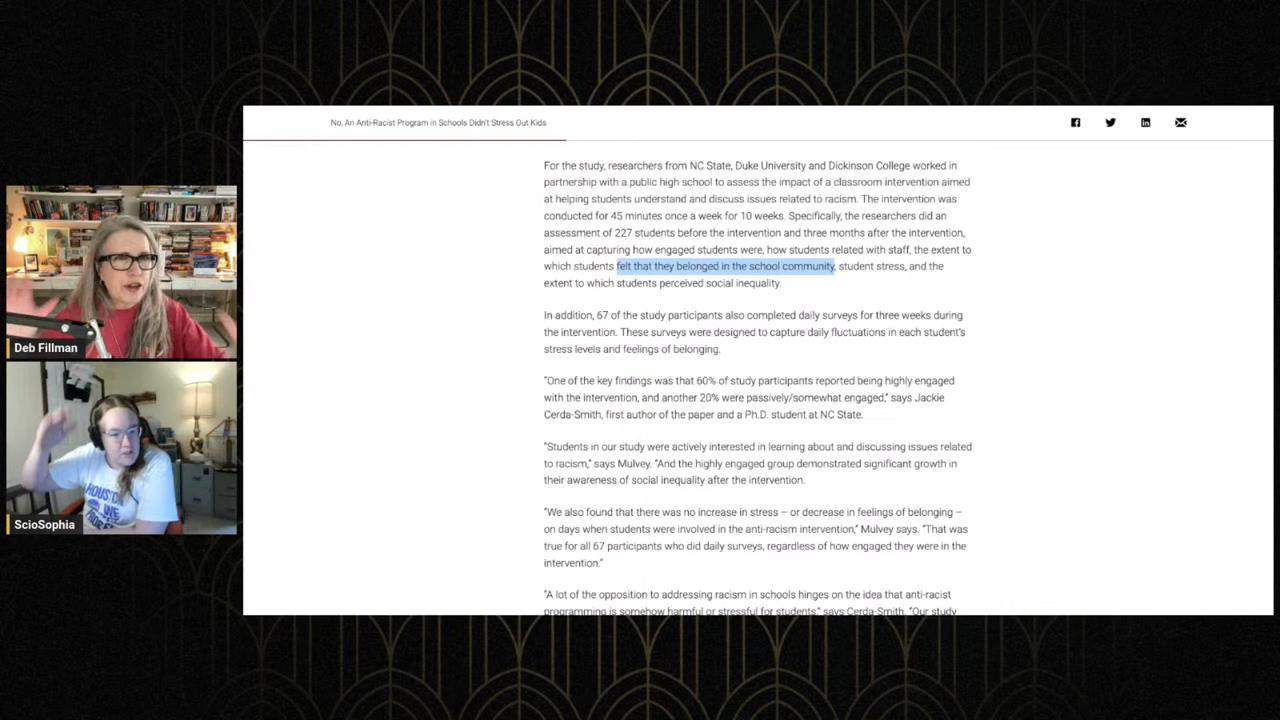 No, An Anti-Racist Program in Schools Didn't Stress Out Kids
For the study, researchers from NC State, Duke University and Dickinson College worked in
partnership with a public high school to assess the impact of a classroom intervention aimed
at helping students understand and discuss issues related to racism. The intervention was
conducted for 45 minutes once a week for 10 weeks. Specifically, the researchers did an
assessment of 227 students before the intervention and three months after the intervention,
aimed at capturing how engaged students were, how students related with staff, the extent to
which students felt that they belonged in the school community, student stress, and the
extent to which students perceived social inequality.
In addition, 67 of the study participants also completed daily surveys for three weeks during
the intervention. These surveys were designed to capture daily fluctuations in each student's
stress levels and feelings of belonging.
"One of the key findings was that 60% of study participants reported being highly engaged
with the intervention, and another 20% were passively/somewhat engaged," says Jackie
Cerda-Smith, first author of the paper and a Ph.D. student at NC State.
"Students in our study were actively interested in learning about and discussing issues related
to racism," says Mulvey. "And the highly engaged group demonstrated significant growth in
their awareness of social inequality after the intervention.
"We also found that there was no increase in stress – or decrease in feelings of belonging –
on days when students were involved in the anti-racism intervention," Mulvey says. "That was
true for all 67 participants who did daily surveys, regardless of how engaged they were in the
intervention."
"A lot of the opposition to addressing racism in schools hinges on the idea that anti-racist
programming is somehow harmful or stressful for students," says Cerda-Smith. "Our study
Deb Fillman
HOUSTON
WE
ScioSophia